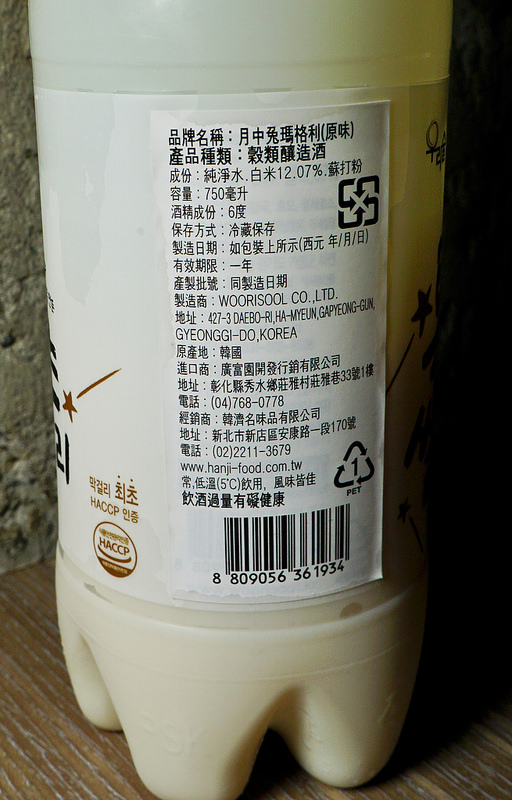 品牌名稱：月中兔瑪格利(原味)
產品種類：穀類釀造酒
成份：純淨水.白米12.07%.蘇打粉
容量：750毫升
酒精成份：6度
保存方式：冷藏保存
製造日期：如包裝上所示(西元 年/月/日)
有效期限：一年
產製批號：同製造日期
製造商：WOORISOOL CO.,LTD.
地址：427-3 DAEBO-RI,HA-MYEUN,GAPYEONG-GUN,
GYEONGGI-DO,KOREA
原產地：韓國
進口商：廣富園開發行銷有限公司
地址：彰化縣秀水鄉莊雅村莊雅巷33號1樓
電話：(04)768-0778
經銷商：韓濟名味品有限公司
地址：新北市新店區安康路一段170號
電話：(02)2211-3679
www.hanji-food.com.tw
常,低溫(5℃)飲用，風味皆佳
飲酒過量有礙健康
1
PET
8 809056 361934
막걸리 최초
HACCP 인증
HACCP